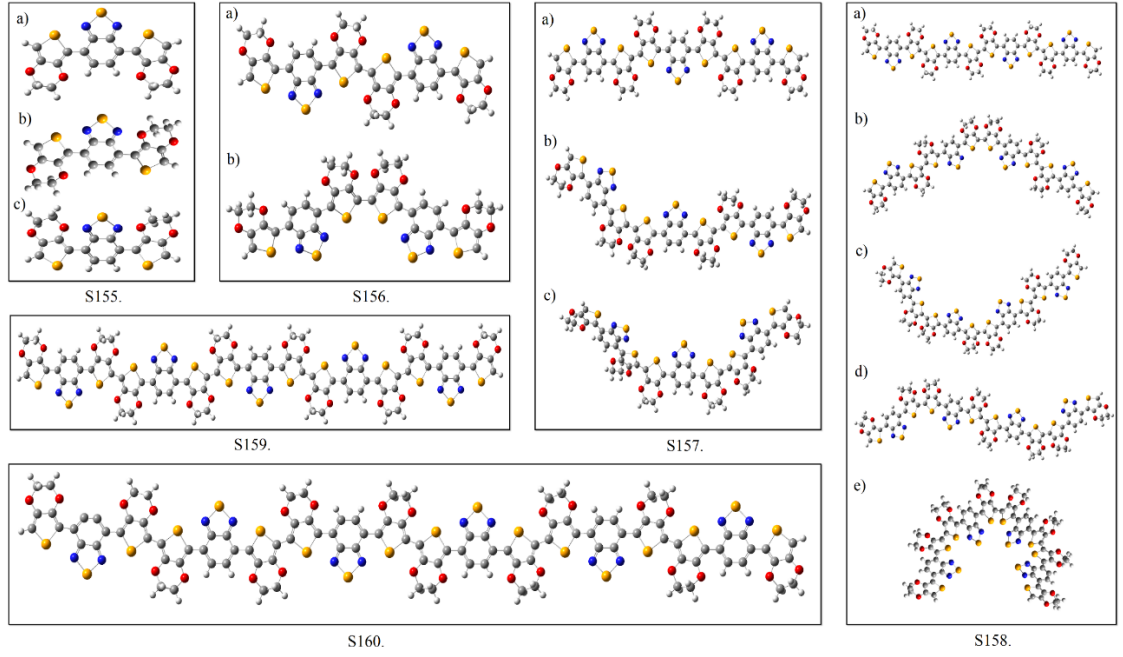 a)
b)
c)
S155.
a)
b)
S156.
S159.
a)
b)
c)
S157.
S160.
a)
b)
c)
d)
e)
S158.